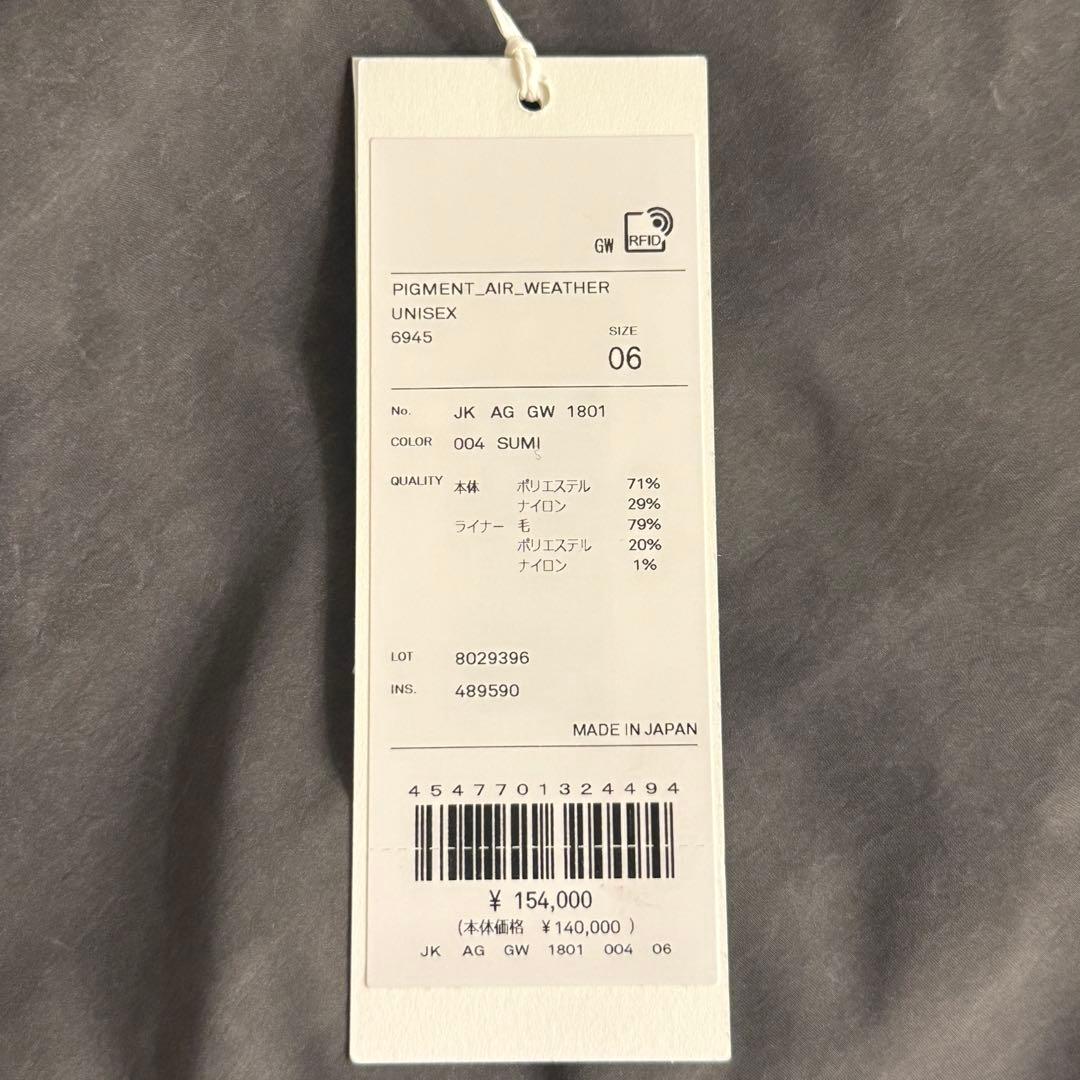 GW RFID
PIGMENT_AIR_WEATHER
UNISEX
6945
SIZE
06
No. JK AG GW 1801
COLOR 004 SUMI
QUALITY 本体 ポリエステル 71%
ナイロン 29%
ライナー 毛 79%
ポリエステル 20%
ナイロン 1%
LOT 8029396
INS. 489590
MADE IN JAPAN
4547701324494
¥ 154,000
(本体価格 ¥140,000 )
JK AG GW 1801 004 06